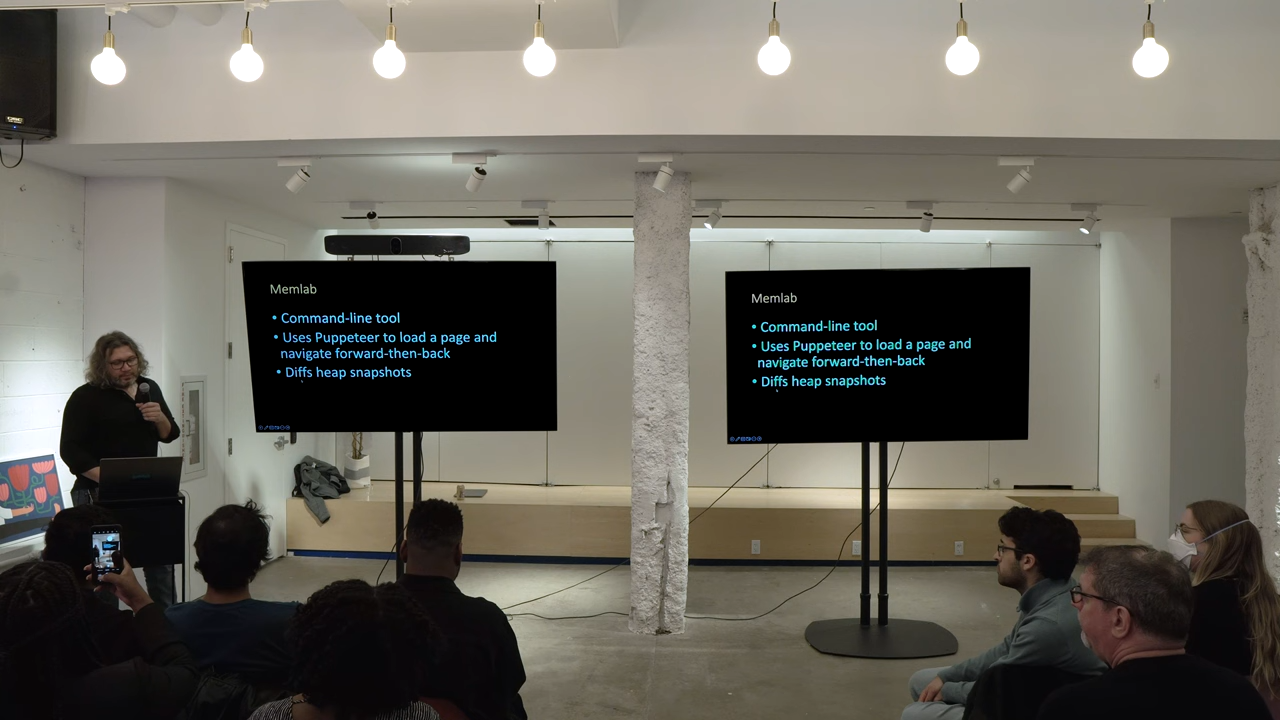 Memlab
• Command-line tool
• Uses Puppeteer to load a page and
navigate forward-then-back
• Diffs heap snapshots
Memlab
• Command-line tool
• Uses Puppeteer to load a page and
navigate forward-then-back
• Diffs heap snapshots